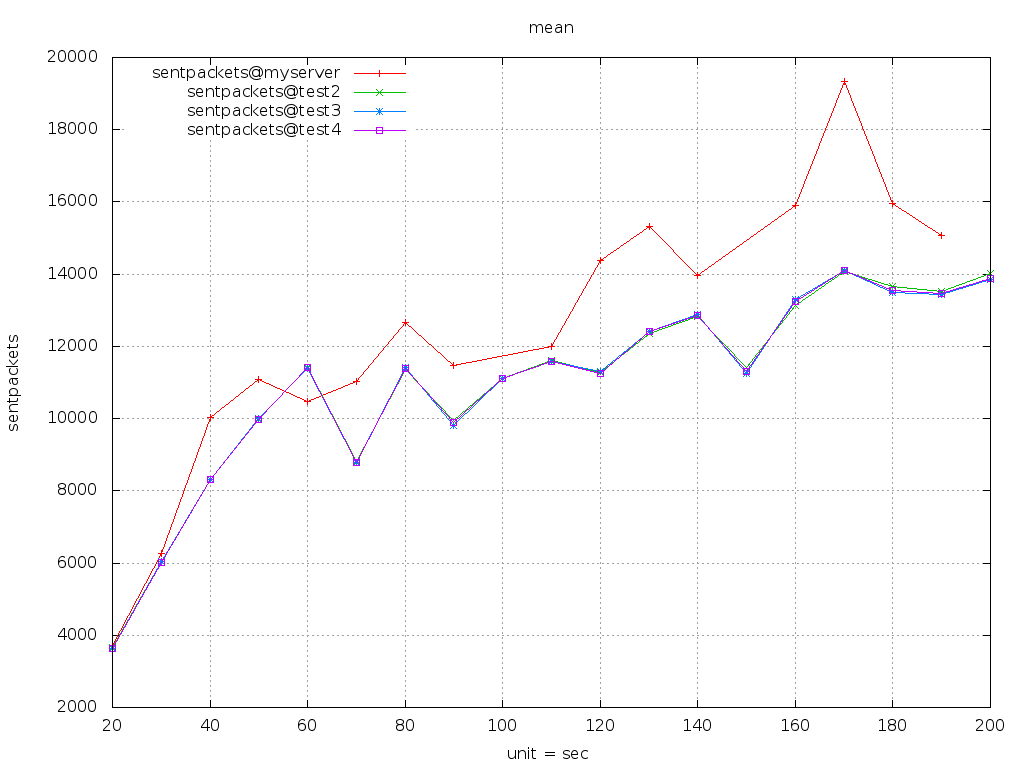 mean
20000
18000
16000
14000
12000
10000
8000
6000
4000
2000
sentpackets
sentpackets@myserver
sentpackets@test2
sentpackets@test3
sentpackets@test4
20 40 60 80 100 120 140 160 180 200
unit = sec